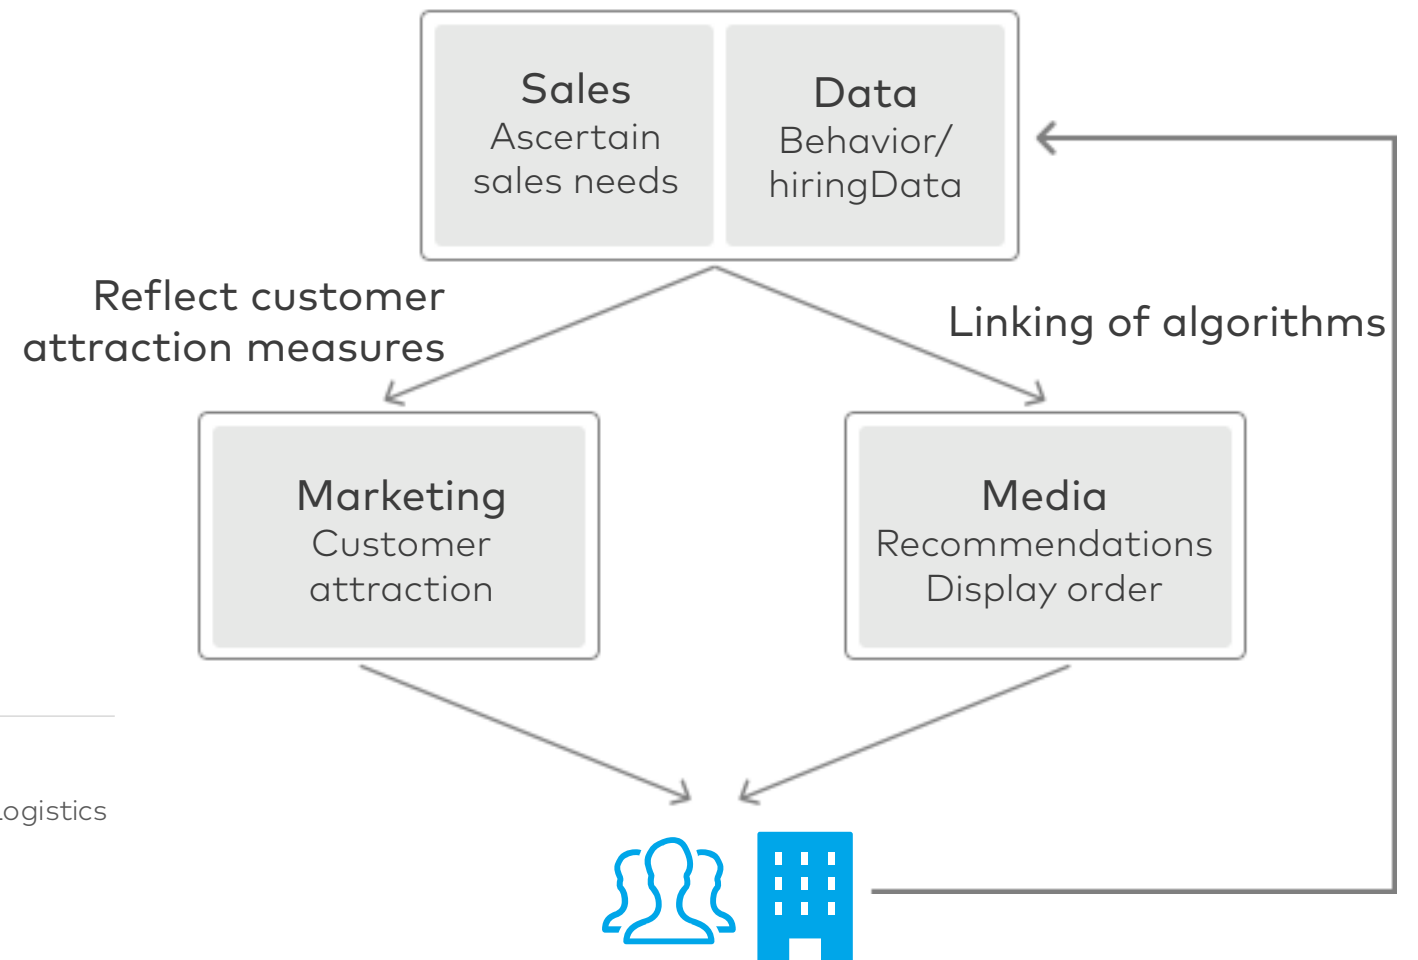 Sales
Ascertain
sales needs
Data
Behavior/
hiringData
Reflect customer
attraction measures
Linking of algorithms
Marketing
Customer
attraction
Media
Recommendations
Display order
Logistics